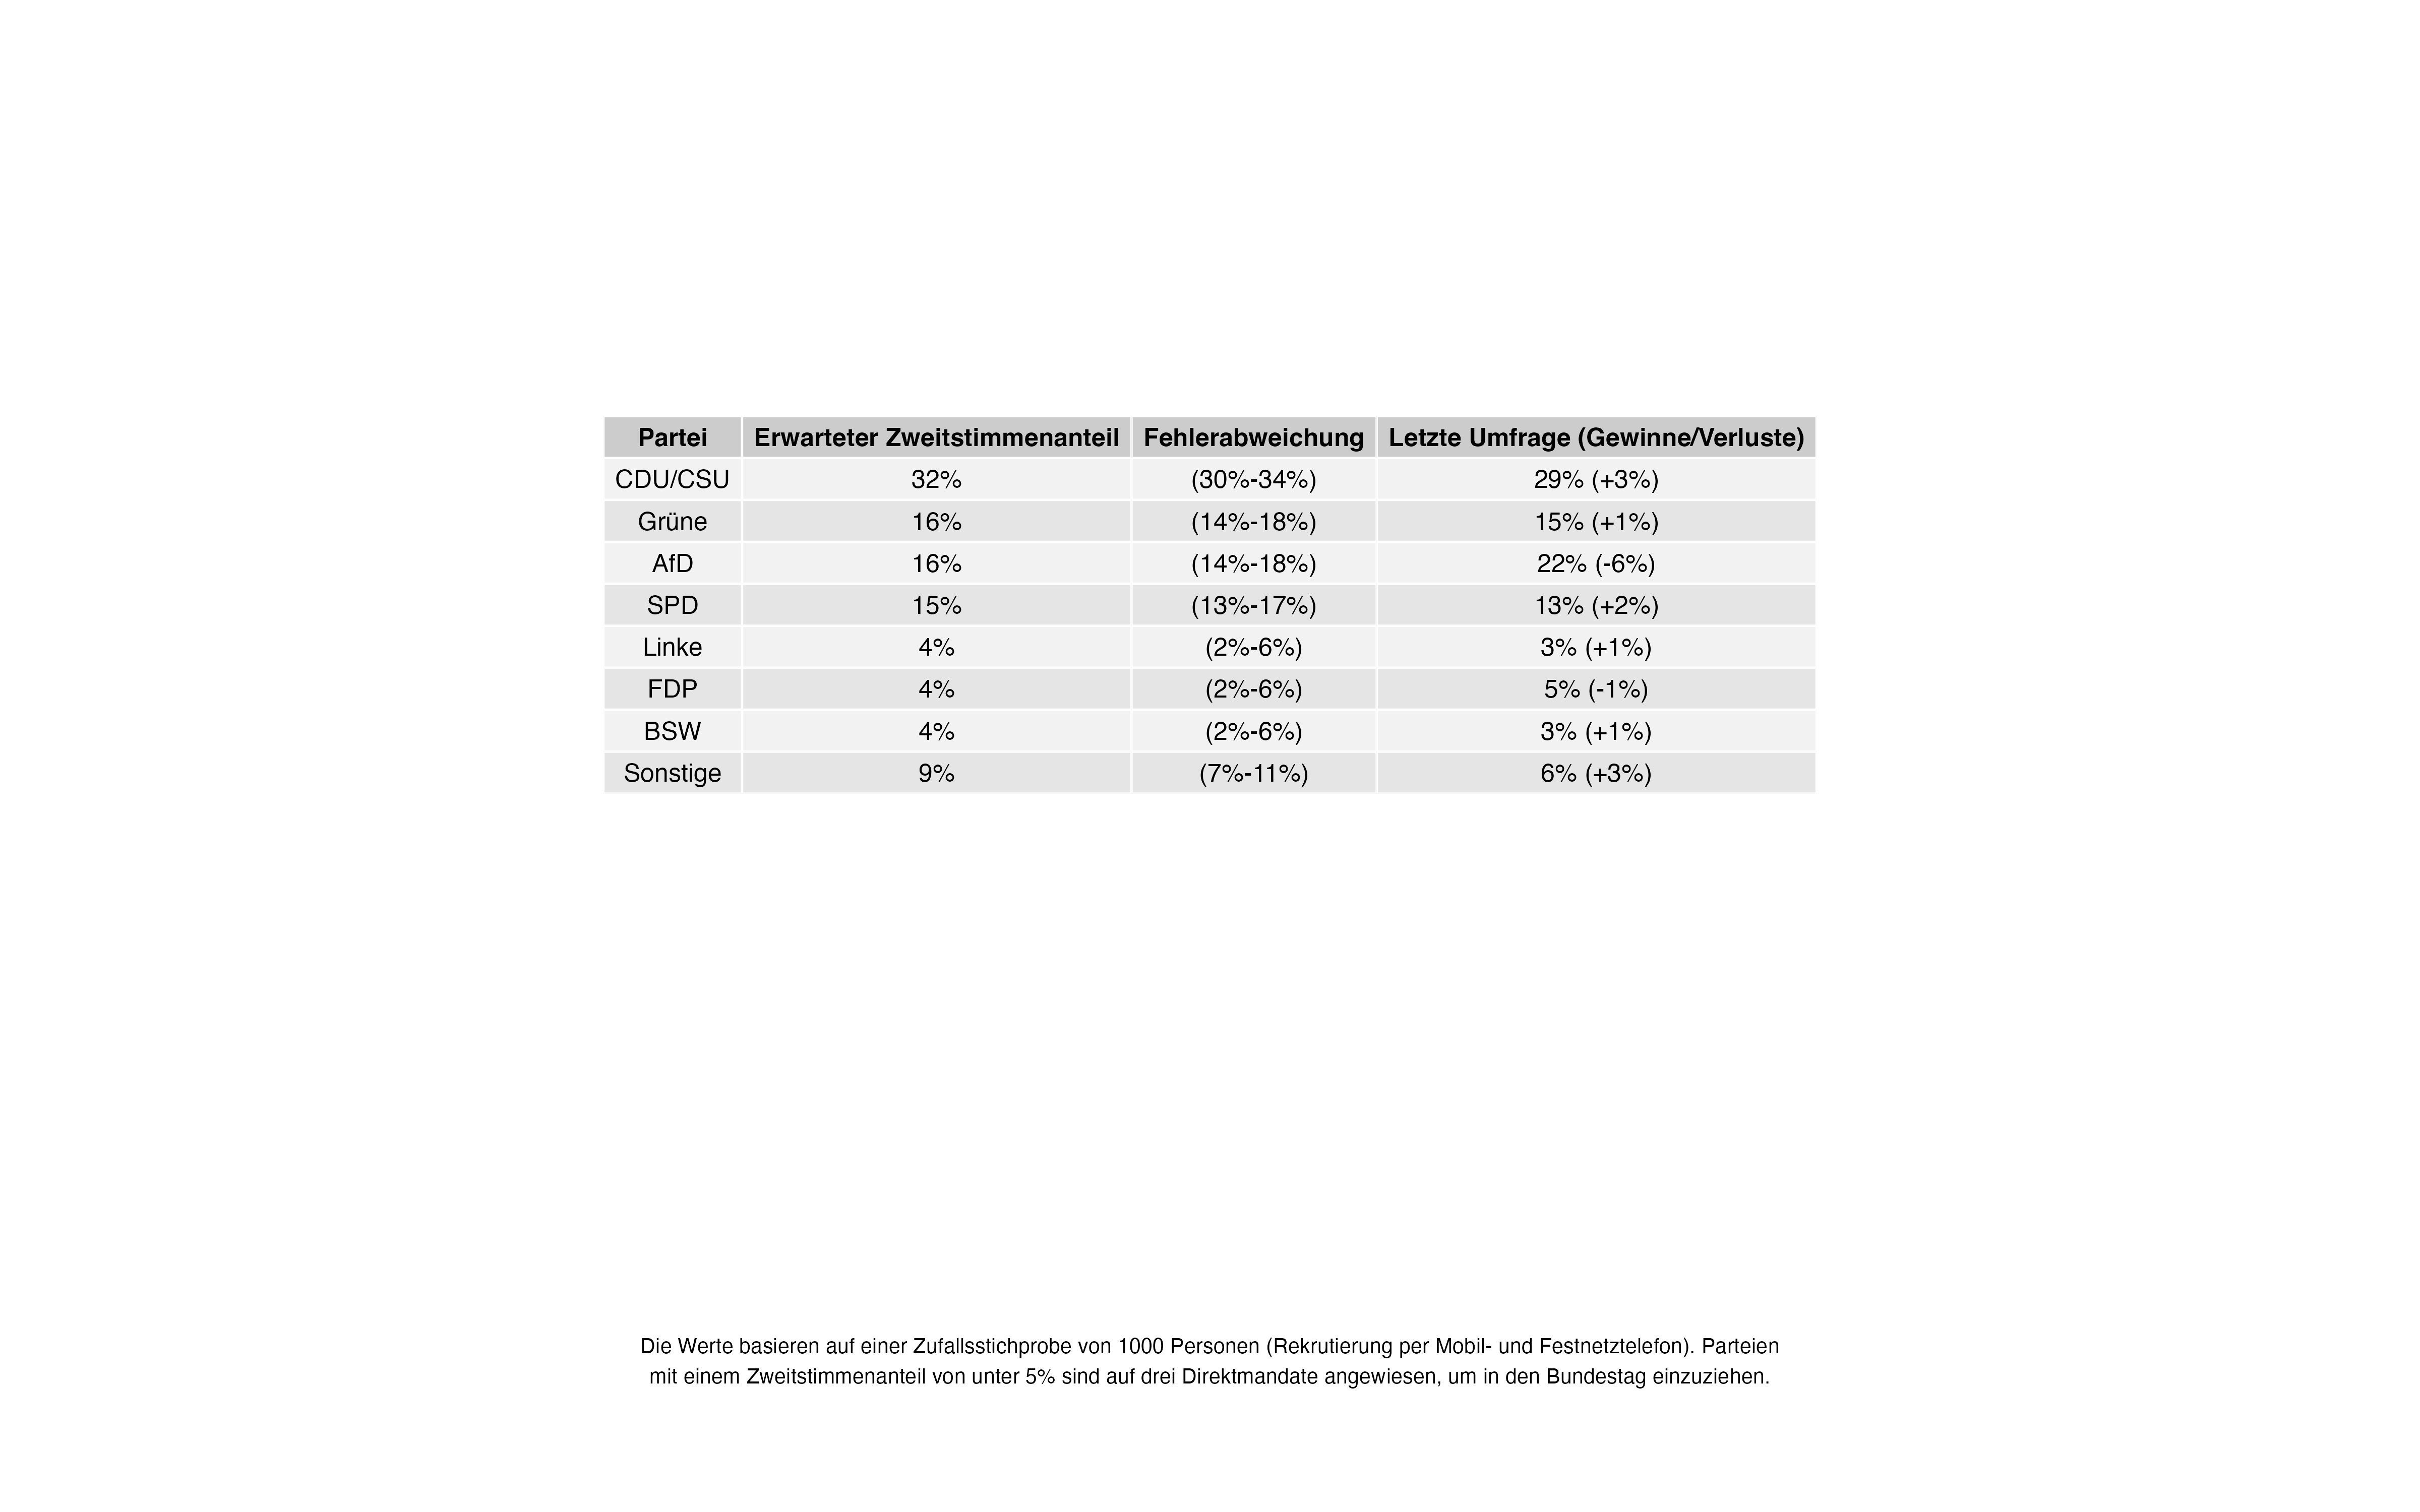 Partei Erwarteter Zweitstimmenanteil Fehlerabweichung Letzte Umfrage (Gewinne/Verluste)
CDU/CSU 32% (30%-34%) 29% (+3%)
Grüne 16% (14%-18%) 15% (+1%)
AfD 16% (14%-18%) 22% (-6%)
SPD 15% (13%-17%) 13% (+2%)
Linke 4% (2%-6%) 3% (+1%)
FDP 4% (2%-6%) 5% (-1%)
BSW 4% (2%-6%) 3% (+1%)
Sonstige 9% (7%-11%) 6% (+3%)
Die Werte basieren auf einer Zufallsstichprobe von 1000 Personen (Rekrutierung per Mobil- und Festnetztelefon). Parteien
mit einem Zweitstimmenanteil von unter 5% sind auf drei Direktmandate angewiesen, um in den Bundestag einzuziehen.